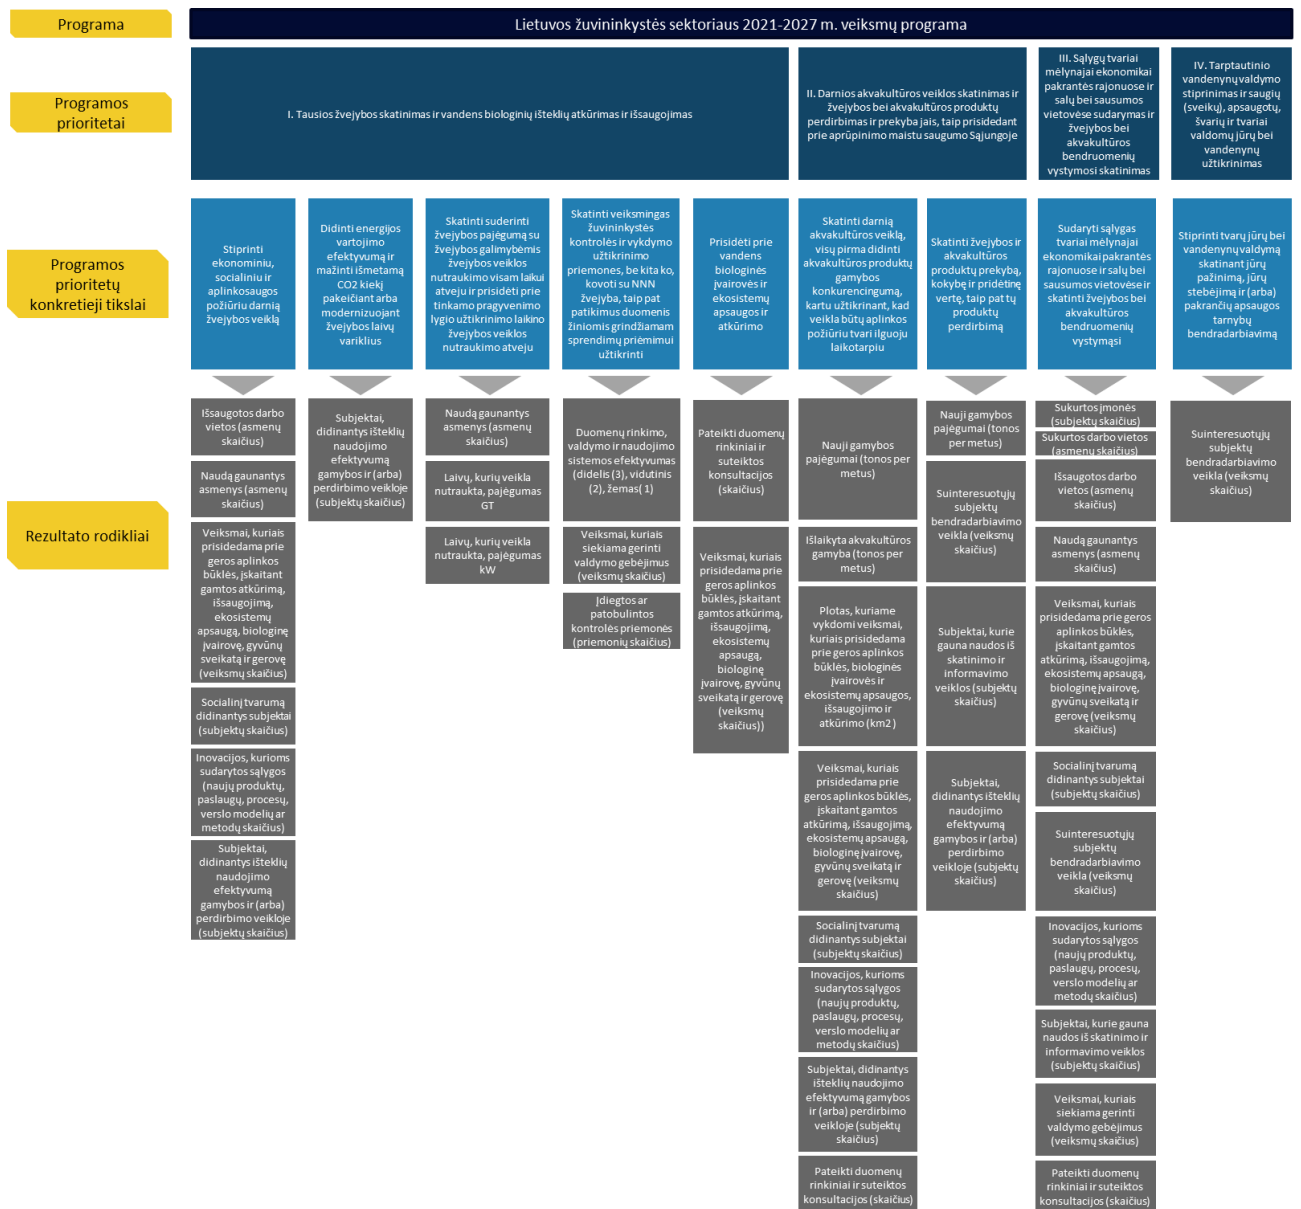 Programa
Lietuvos žuvininkystės sektoriaus 2021-2027 m. veiksmų programa
Programos
prioritetai
I. Tausios žvejybos skatinimas ir vandens biologinių išteklių atkūrimas ir išsaugojimas
II. Darnios akvakultūros veiklos skatinimas ir
žvejybos bei akvakultūros produktų
perdirbimas ir prekyba jais, taip prisidedant
prie aprūpinimo maistu saugumo Sąjungoje
III. Sąlygų tvariai
mėlynajai ekonomikai
pakrantės rajonuose ir
salų bei sausumos
vietovėse sudarymas ir
žvejybos bei
akvakultūros
bendruomenių
vystymosi skatinimas
IV. Tarptautinio
vandenynų valdymo
stiprinimas ir saugių
(sveikų), apsaugotų,
švarių ir tvariai
valdomų jūrų bei
vandenynų
užtikrinimas
Programos
prioritetų
konkretieji tikslai
Stiprinti
ekonominiu,
socialiniu ir
aplinkosaugos
požiūriu darnią
žvejybos veiklą
Didinti energijos
vartojimo
efektyvumą ir
mažinti išmetamą
CO2 kiekį
pakeičiant arba
modernizuojant
žvejybos laivų
variklius
Skatinti suderinti
žvejybos pajėgumą su
žvejybos galimybėmis
žvejybos veiklos
nutraukimo visam laikui
atveju ir prisidėti prie
tinkamo pragyvenimo
lygio užtikrinimo laikino
žvejybos veiklos
nutraukimo atveju
Skatinti veiksmingas
žuvininkystės
kontrolės ir vykdymo
užtikrinimo
priemones, be kita ko,
kovoti su NNN
žvejyba, taip pat
patikimus duomenis
žiniomis grindžiamam
sprendimų priėmimui
užtikrinti
Prisidėti prie
vandens
biologinės
įvairovės ir
ekosistemų
apsaugos ir
atkūrimo
Skatinti darnią
akvakultūros veiklą,
visų pirma didinti
akvakultūros produktų
gamybos
konkurencingumą,
kartu užtikrinant, kad
veikla būtų aplinkos
požiūriu tvari ilguoju
laikotarpiu
Skatinti žvejybos ir
akvakultūros
produktų prekybą,
kokybę ir pridėtinę
vertę, taip pat tų
produktų
perdirbimą
Sudaryti sąlygas
tvariai mėlynajai
ekonomikai pakrantės
rajonuose ir salų bei
sausumos vietovėse ir
skatinti žvejybos bei
akvakultūros
bendruomenių
vystymąsi
Stiprinti tvarų jūrų bei
vandenynų valdymą
skatinant jūrų
pažinimą, jūrų
stebėjimą ir (arba)
pakrančių apsaugos
tarnybų
bendradarbiavimą
Rezultato rodikliai
Išsaugotos darbo
vietos (asmenų
skaičius)
Naudą gaunantys
asmenys (asmenų
skaičius)
Veiksmai, kuriais
prisidedama prie
geros aplinkos
būklės, įskaitant
gamtos atkūrimą,
išsaugojimą,
ekosistemų
apsaugą, biologinę
įvairovę, gyvūnų
sveikatą ir gerovę
(veiksmų skaičius)
Socialinį tvarumą
didinantys subjektai
(subjektų skaičius)
Inovacijos, kurioms
sudarytos sąlygos
(naujų produktų,
paslaugų, procesų,
verslo modelių ar
metodų skaičius)
Subjektai,
didinantys išteklių
naudojimo
efektyvumą
gamybos ir (arba)
perdirbimo veikloje
(subjektų skaičius)
Subjektai,
didinantys išteklių
naudojimo
efektyvumą
gamybos ir (arba)
perdirbimo veikloje
(subjektų skaičius)
Naudą gaunantys
asmenys (asmenų
skaičius)
Laivų, kurių veikla
nutraukta, pajėgumas
GT
Laivų, kurių veikla
nutraukta, pajėgumas
kW
Duomenų rinkimo,
valdymo ir naudojimo
sistemos efektyvumas
(didelis (3), vidutinis
(2), žemas( 1)
Veiksmai, kuriais
siekiama gerinti
valdymo gebėjimus
(veiksmų skaičius)
Įdiegtos ar
patobulintos
kontrolės priemonės
(priemonių skaičius)
Pateikti duomenų
rinkiniai ir
suteiktos
konsultacijos
(skaičius)
Veiksmai, kuriais
prisidedama prie
geros aplinkos
būklės, įskaitant
gamtos atkūrimą,
išsaugojimą,
ekosistemų
apsaugą,
biologinę
įvairovę, gyvūnų
sveikatą ir gerovę
(veiksmų
skaičius))
Nauji gamybos
pajėgumai (tonos per
metus)
Išlaikyta akvakultūros
gamyba (tonos per
metus)
Plotas, kuriame
vykdomi veiksmai,
kuriais prisidedama
prie geros aplinkos
būklės, biologinės
įvairovės ir
ekosistemų apsaugos,
išsaugojimo ir
atkūrimo (km2 )
Veiksmai, kuriais
prisidedama prie
geros aplinkos būklės,
įskaitant gamtos
atkūrimą, išsaugojimą,
ekosistemų apsaugą,
biologinę įvairovę,
gyvūnų sveikatą ir
gerovę (veiksmų
skaičius)
Socialinį tvarumą
didinantys subjektai
(subjektų skaičius)
Inovacijos, kurioms
sudarytos sąlygos
(naujų produktų,
paslaugų, procesų,
verslo modelių ar
metodų skaičius)
Subjektai, didinantys
išteklių naudojimo
efektyvumą gamybos
ir (arba) perdirbimo
veikloje (subjektų
skaičius)
Pateikti duomenų
rinkiniai ir suteiktos
konsultacijos (skaičius)
Nauji gamybos
pajėgumai (tonos
per metus)
Suinteresuotųjų
subjektų
bendradarbiavimo
veikla (veiksmų
skaičius)
Subjektai, kurie
gauna naudos iš
skatinimo ir
informavimo
veiklos (subjektų
skaičius)
Subjektai,
didinantys išteklių
naudojimo
efektyvumą
gamybos ir (arba)
perdirbimo
veikloje (subjektų
skaičius)
Sukurtos įmonės
(subjektų skaičius)
Sukurtos darbo vietos
(asmenų skaičius)
Išsaugotos darbo
vietos (asmenų
skaičius)
Naudą gaunantys
asmenys (asmenų
skaičius)
Veiksmai, kuriais
prisidedama prie geros
aplinkos būklės,
įskaitant gamtos
atkūrimą, išsaugojimą,
ekosistemų apsaugą,
biologinę įvairovę,
gyvūnų sveikatą ir
gerovę (veiksmų
skaičius)
Socialinį tvarumą
didinantys subjektai
(subjektų skaičius)
Suinteresuotųjų
subjektų
bendradarbiavimo
veikla (veiksmų
skaičius)
Inovacijos, kurioms
sudarytos sąlygos
(naujų produktų,
paslaugų, procesų,
verslo modelių ar
metodų skaičius)
Subjektai, kurie gauna
naudos iš skatinimo ir
informavimo veiklos
(subjektų skaičius)
Veiksmai, kuriais
siekiama gerinti
valdymo gebėjimus
(veiksmų skaičius)
Pateikti duomenų
rinkiniai ir suteiktos
konsultacijos (skaičius)
Suinteresuotųjų
subjektų
bendradarbiavimo
veikla (veiksmų
skaičius)